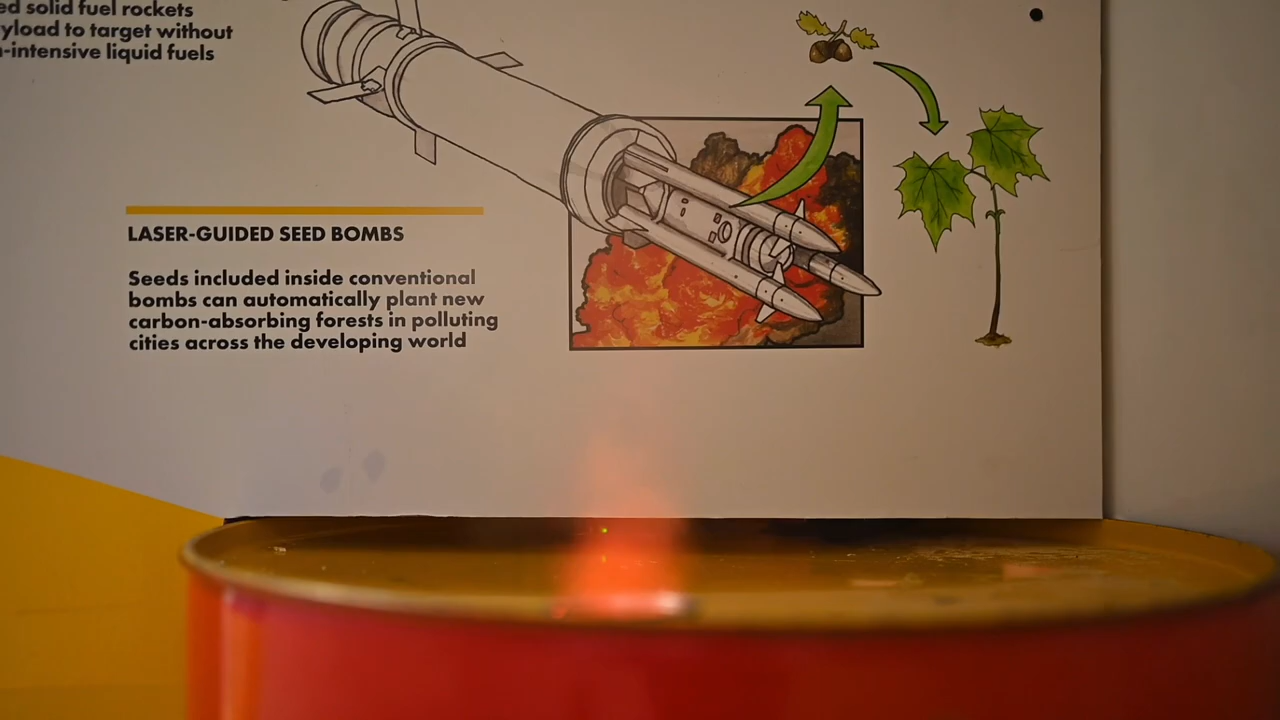 ed solid fuel rockets
yload to target without
-intensive liquid fuels
LASER-GUIDED SEED BOMBS
Seeds included inside conventional
bombs can automatically plant new
carbon-absorbing forests in polluting
cities across the developing world